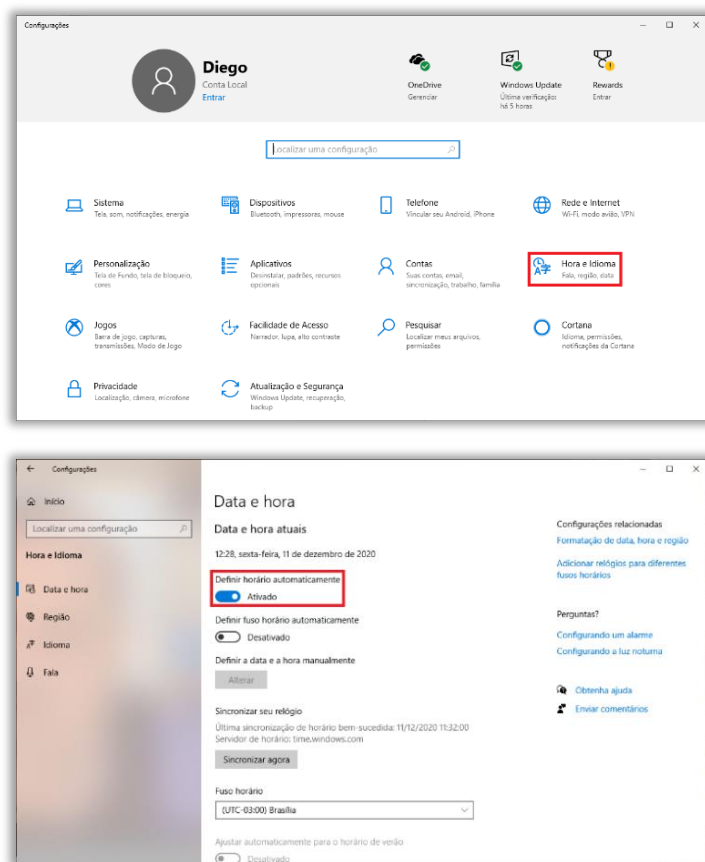 Configurações
Diego
Conta Local
Entrar
OneDrive
Gerenciar
Windows Update
Última verificação:
há 5 horas
Rewards
Entrar
Localizar uma configuração
Sistema
Tela, som, notificações, energia
Dispositivos
Bluetooth, impressoras, mouse
Telefone
Vincular seu Android, iPhone
Rede e Internet
Wi-Fi, modo avião, VPN
Personalização
Tela de Fundo, tela de bloqueio,
cores
Aplicativos
Desinstalar, padrões, recursos
opcionais
Contas
Suas contas, email,
sincronização, trabalho, família
Hora e Idioma
Fala, região, data
Jogos
Barra de jogo, capturas,
transmissões, Modo de Jogo
Facilidade de Acesso
Narrador, lupa, alto contraste
Pesquisar
Localizar meus arquivos,
permissões
Cortana
Idioma, permissões,
notificações da Cortana
Privacidade
Localização, câmera, microfone
Atualização e Segurança
Windows Update, recuperação,
backup
Configurações
Início
Localizar uma configuração
Hora e Idioma
Data e hora
Região
Idioma
Fala
Data e hora
Data e hora atuais
12:28, sexta-feira, 11 de dezembro de 2020
Definir horário automaticamente
Ativado
Definir fuso horário automaticamente
Desativado
Definir a data e a hora manualmente
Alterar
Sincronizar seu relógio
Última sincronização de horário bem-sucedida: 11/12/2020 11:32:00
Servidor de horário: time.windows.com
Sincronizar agora
Fuso horário
(UTC-03:00) Brasília
Ajustar automaticamente para o horário de verão
Desativado
Configurações relacionadas
Formatação de data, hora e região
Adicionar relógios para diferentes
fusos horários
Perguntas?
Configurando um alarme
Configurando a luz noturna
Obtenha ajuda
Enviar comentários